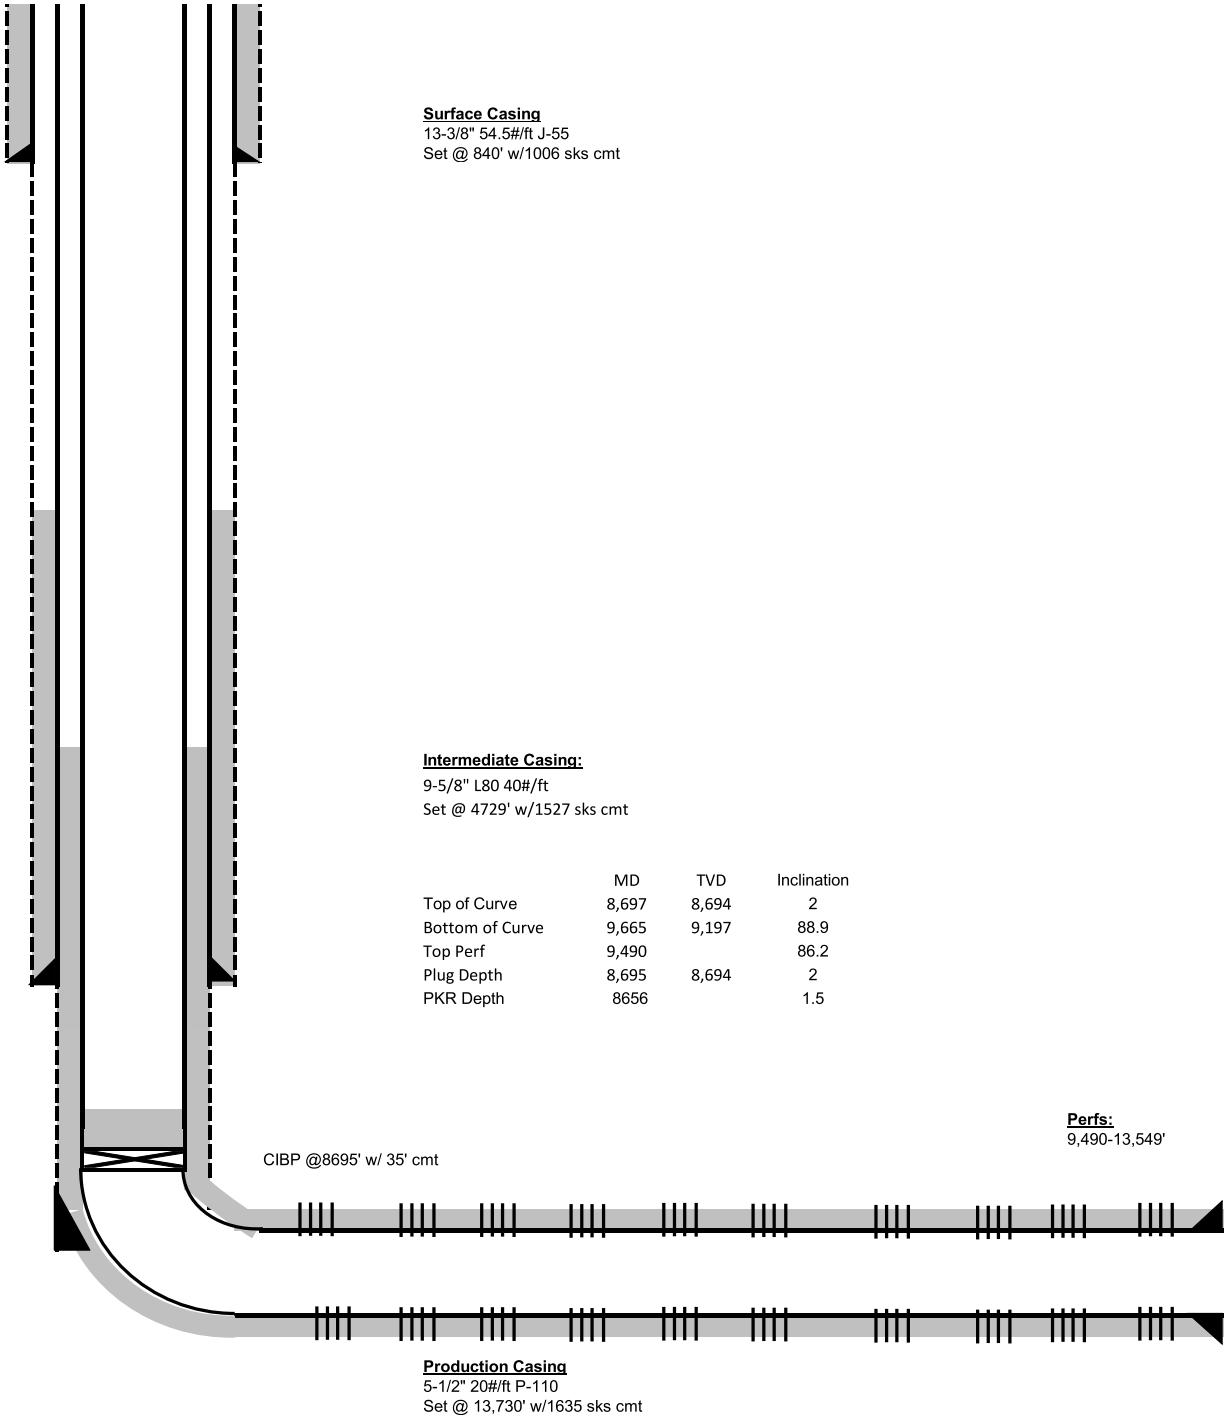 Surface Casing
13-3/8" 54.5#/ft J-55
Set @ 840' w/1006 sks cmt
Intermediate Casing:
9-5/8" L80 40#/ft
Set @ 4729' w/1527 sks cmt
MD TVD Inclination
Top of Curve 8,697 8,694 2
Bottom of Curve 9,665 9,197 88.9
Top Perf 9,490 86.2
Plug Depth 8,695 8,694 2
PKR Depth 8656 1.5
Perfs:
9,490-13,549'
CIBP @8695' w/ 35' cmt
Production Casing
5-1/2" 20#/ft P-110
Set @ 13,730' w/1635 sks cmt